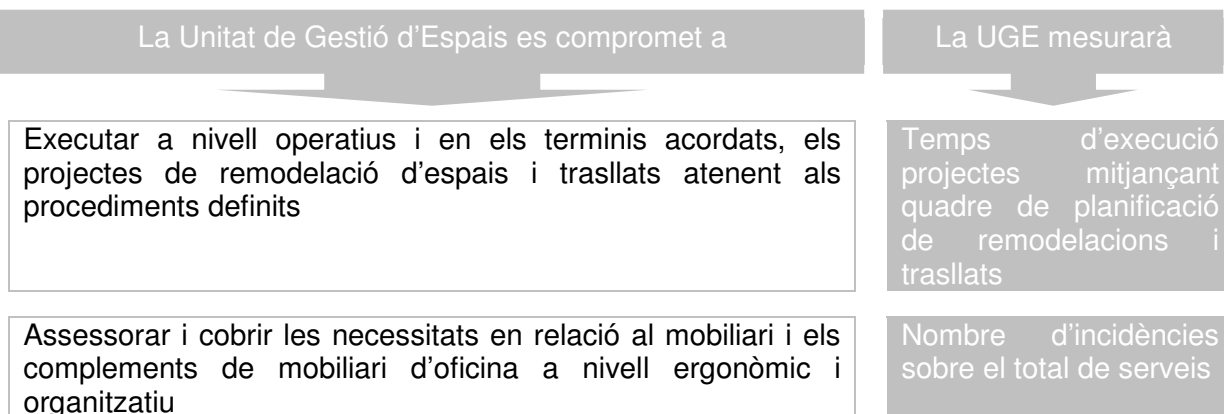 La Unitat de Gestió d’Espais es compromet a
La UGE mesurarà
Executar a nivell operatius i en els terminis acordats, els
projectes de remodelació d’espais i trasllats atenent als
procediments definits
Temps d’execució
projectes mitjançant
quadre de planificació
de remodelacions i
trasllats
Assessorar i cobrir les necessitats en relació al mobiliari i els
complements de mobiliari d’oficina a nivell ergonòmic i
organitzatiu
Nombre d’incidències
sobre el total de serveis